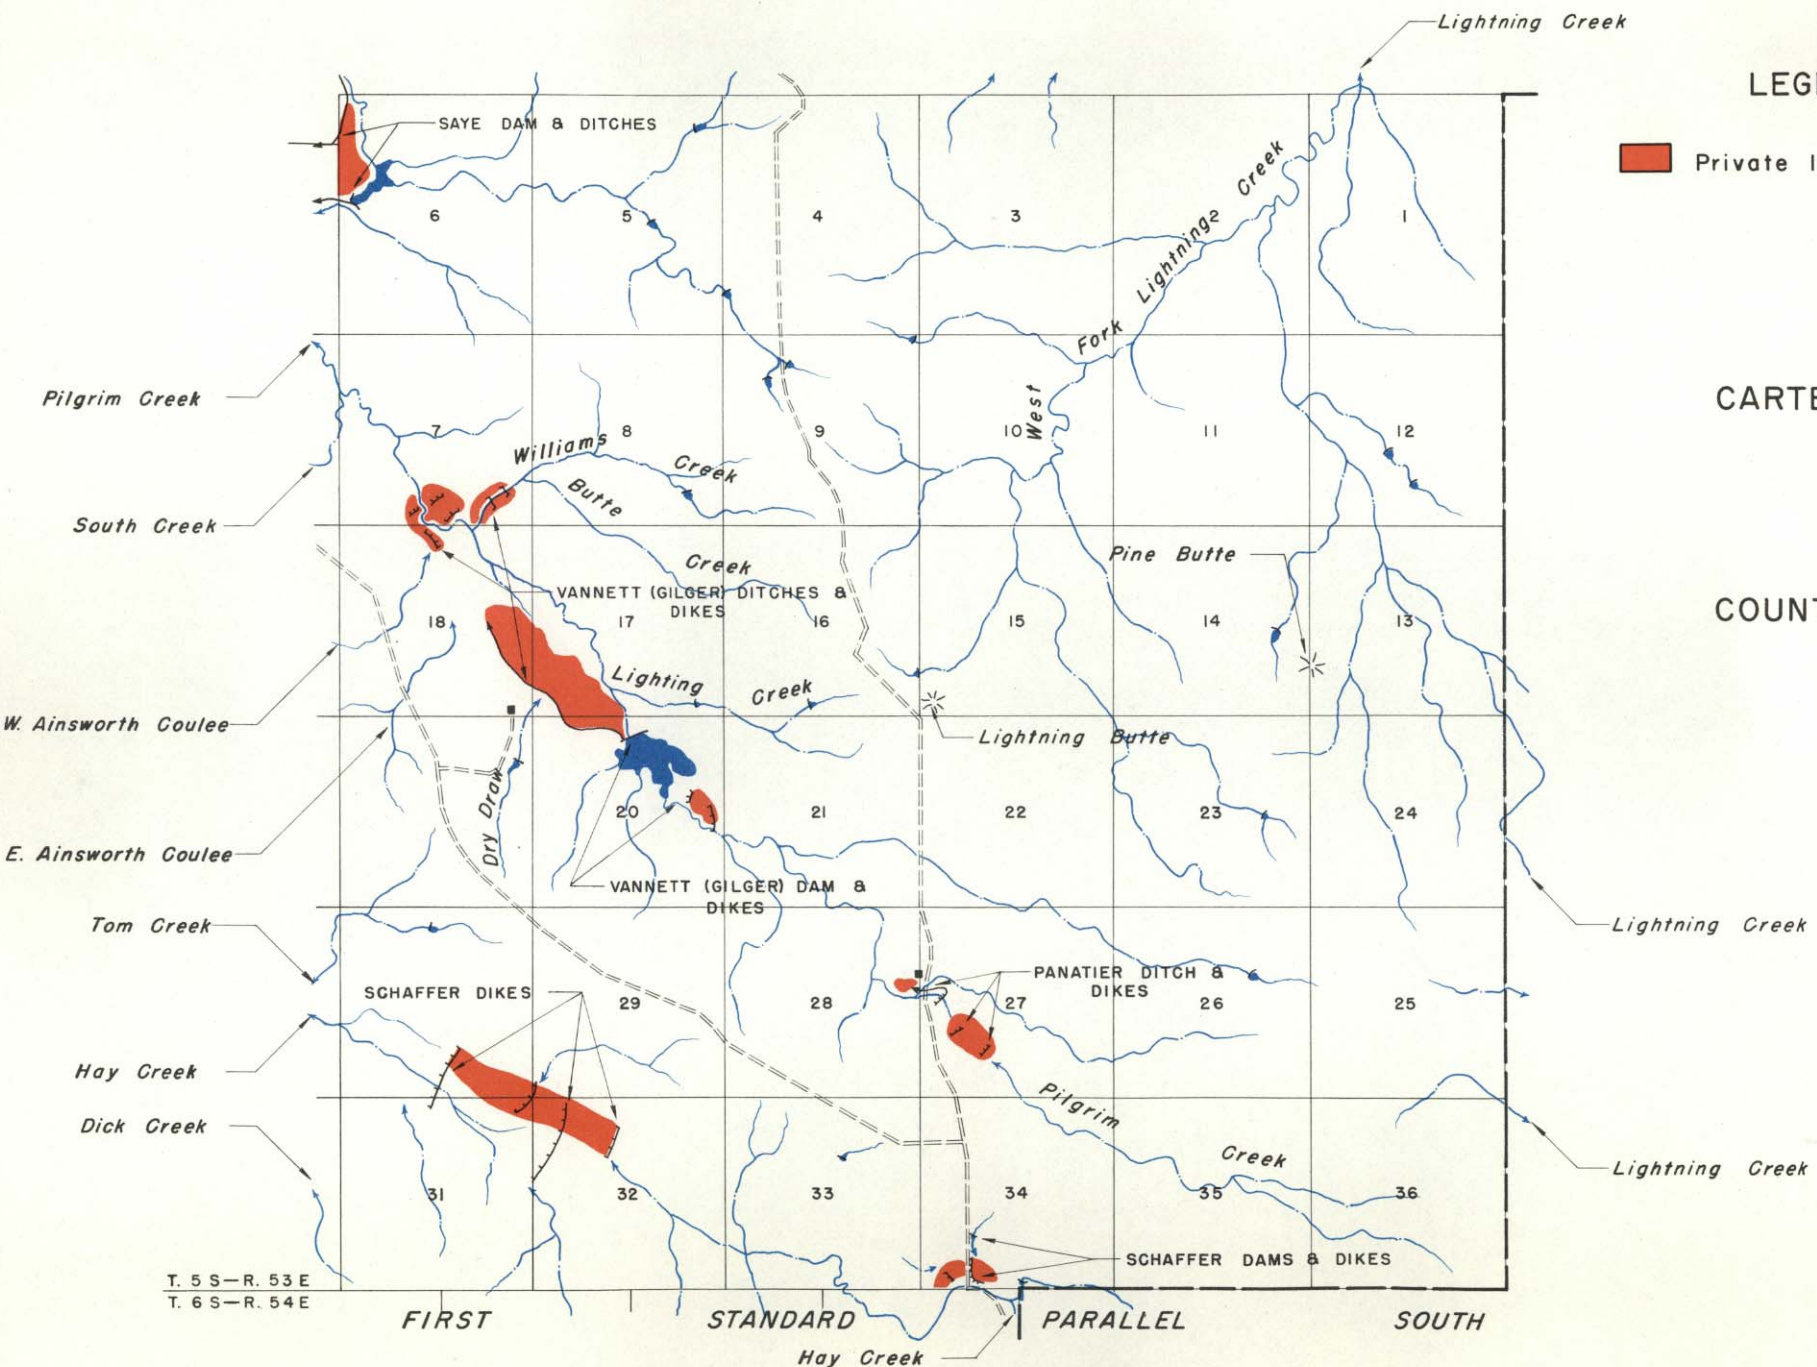 Lightning Creek
LEG
Private I
SAYE DAM & DITCHES
Creek
Lightning
Fork
West
6 5 4 3 2 1
CARTE
Pilgrim Creek
7 8 9 10 11 12
Williams Creek
South Creek
Butte Creek
Pine Butte
VANNETT (GILGER) DITCHES &
DIKES
COUNT
18 17 16 15 14 13
Lighting Creek
W. Ainsworth Coulee
Lightning Butte
Dry Draw
20 21 22 23 24
E. Ainsworth Coulee
VANNETT (GILGER) DAM &
DIKES
Tom Creek
Lightning Creek
PANATIER DITCH &
DIKES
SCHAFFER DIKES
29 28 27 26 25
Hay Creek
Pilgrim Creek
Dick Creek
Lightning Creek
31 32 33 34 35 36
SCHAFFER DAMS & DIKES
T. 5 S—R. 53 E
T. 6 S—R. 54 E
FIRST STANDARD PARALLEL SOUTH
Hay Creek